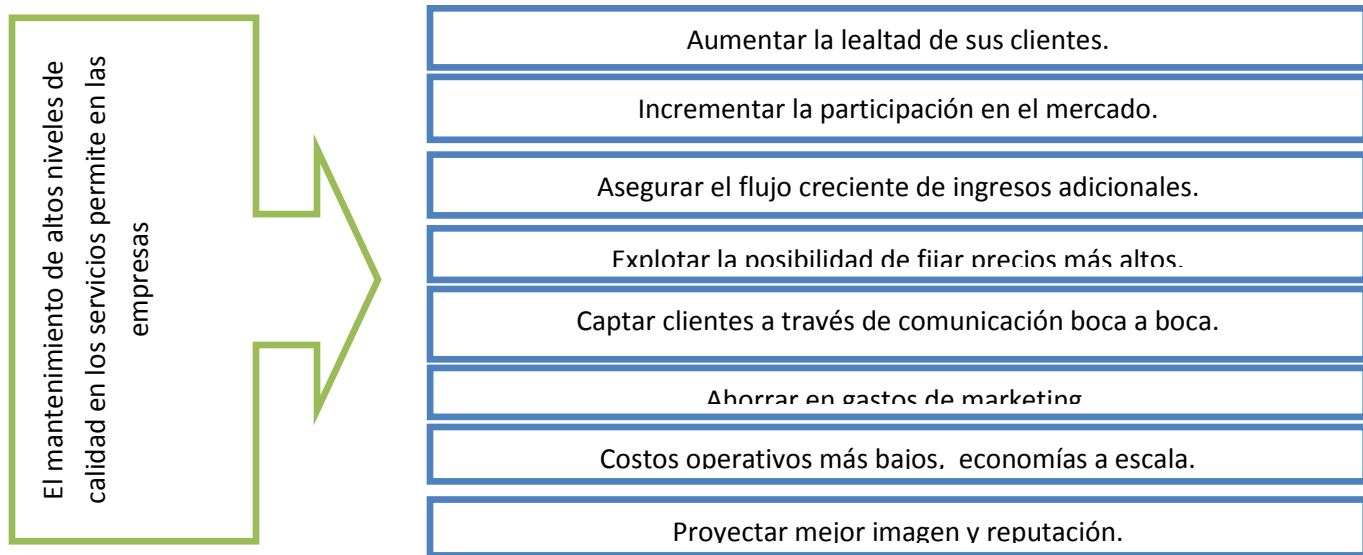 El mantenimiento de altos niveles de
calidad en los servicios permite en las
empresas
Aumentar la lealtad de sus clientes.
Incrementar la participación en el mercado.
Asegurar el flujo creciente de ingresos adicionales.
Explotar la posibilidad de fijar precios más altos.
Captar clientes a través de comunicación boca a boca.
Ahorrar en gastos de marketing
Costos operativos más bajos,  economías a escala.
Proyectar mejor imagen y reputación.